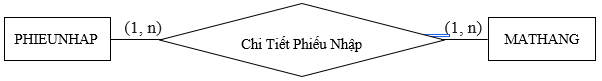 (1, n) (1, n)
PHIEUNHAP Chi Tiết Phiếu Nhập MATHANG